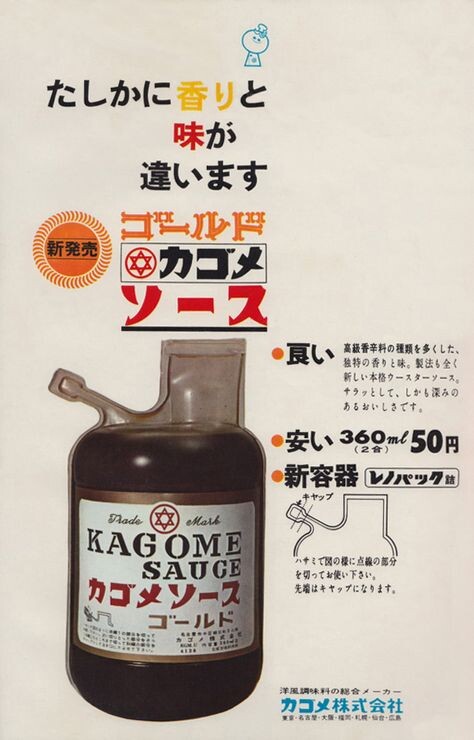 たしかに香りと
味が
違います
新発売
ゴールド
カゴメ
ソース
●良い
高級香辛料の種類を多くした、
独特の香りと味。製法も全く
新しい本格ウースターソース。
サラッとして、しかも深みの
あるおいしさです。
●安い 360ml 50円
(2合)
●新容器 レノパック詰
キャップ
ハサミで図の様に点線の部分
を切ってお使い下さい。
先端はキャップになります。
Trade Mark
KAGOME
SAUCE
カゴメソース
ゴールド
カゴメ株式会社
洋風調味料の総合メーカー
カゴメ株式会社
東京・名古屋・大阪・福岡・札幌・仙台・広島